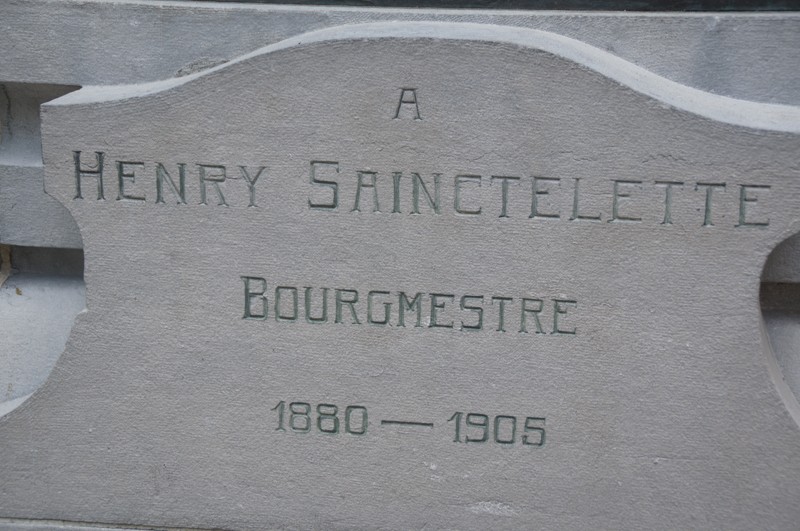 A
HENRY SAINCTELETTE
BOURGMESTRE
1880 — 1905